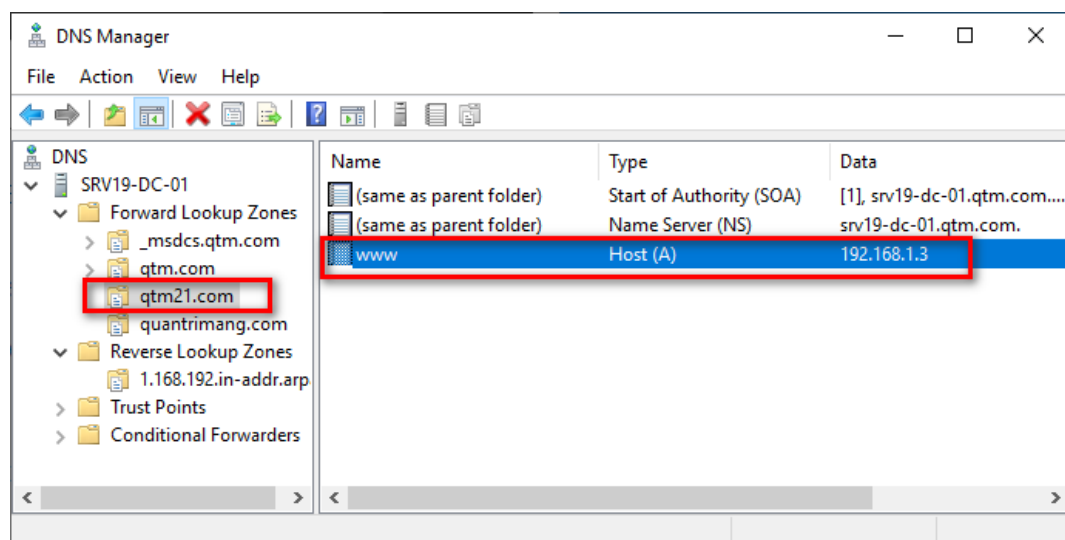 DNS Manager
File Action View Help
DNS
SRV19-DC-01
Forward Lookup Zones
_msdcs.qtm.com
qtm.com
qtm21.com
quantrimang.com
Reverse Lookup Zones
1.168.192.in-addr.arp
Trust Points
Conditional Forwarders
Name Type Data
(same as parent folder) Start of Authority (SOA) [1], srv19-dc-01.qtm.com....
(same as parent folder) Name Server (NS) srv19-dc-01.qtm.com.
www Host (A) 192.168.1.3